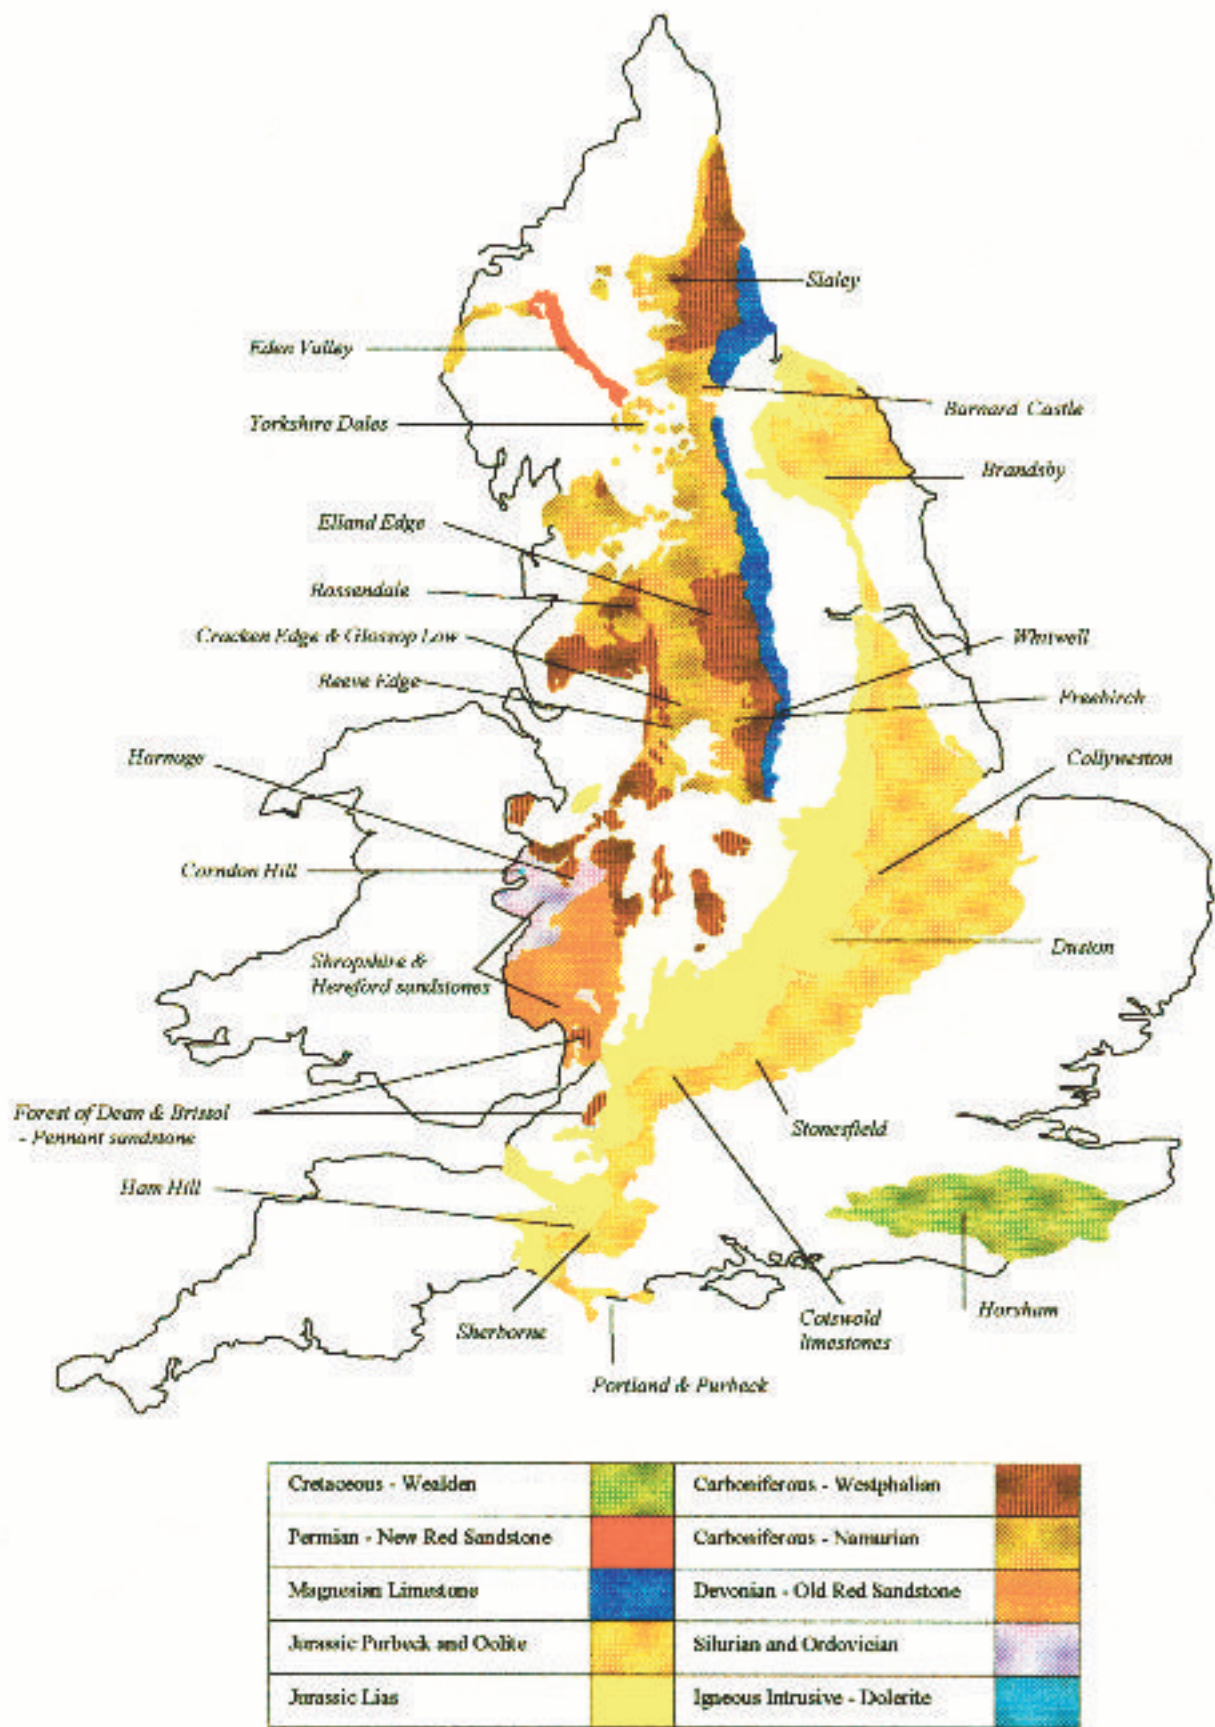 Slaley
Eden Valley
Barnard Castle
Yorkshire Dales
Brandsby
Elland Edge
Rossendale
Cracken Edge & Glossop Low
Whitwell
Reeve Edge
Freebirch
Harnage
Collyweston
Corndon Hill
Duston
Shropshire &
Hereford sandstones
Forest of Dean & Bristol
- Pennant sandstone
Stonesfield
Ham Hill
Horsham
Cotswold
limestones
Sherborne
Portland & Purbeck
Cretaceous - Wealden
Carboniferous - Westphalian
Permian - New Red Sandstone
Carboniferous - Namurian
Magnesian Limestone
Devonian - Old Red Sandstone
Jurassic Purbeck and Oolite
Silurian and Ordovician
Jurassic Lias
Igneous Intrusive - Dolerite